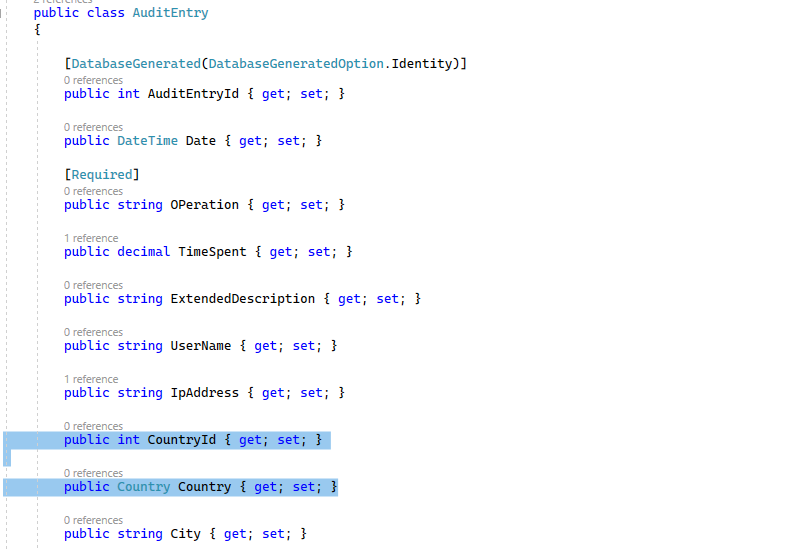 2 references
public class AuditEntry
{
[DatabaseGenerated(DatabaseGeneratedOption.Identity)]
0 references
public int AuditEntryId { get; set; }
0 references
public DateTime Date { get; set; }
[Required]
0 references
public string OPeration { get; set; }
1 reference
public decimal TimeSpent { get; set; }
0 references
public string ExtendedDescription { get; set; }
0 references
public string UserName { get; set; }
1 reference
public string IpAddress { get; set; }
0 references
public int CountryId { get; set; }
0 references
public Country Country { get; set; }
0 references
public string City { get; set; }